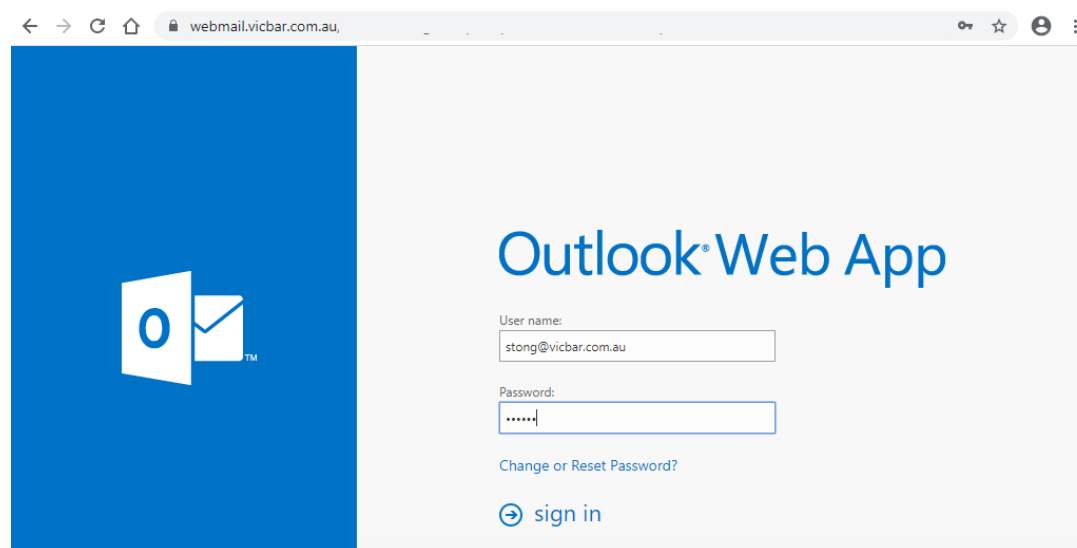 webmail.vicbar.com.au,
Outlook® Web App
User name:
stong@vicbar.com.au
Password:
••••••
O
TM
Change or Reset Password?
sign in